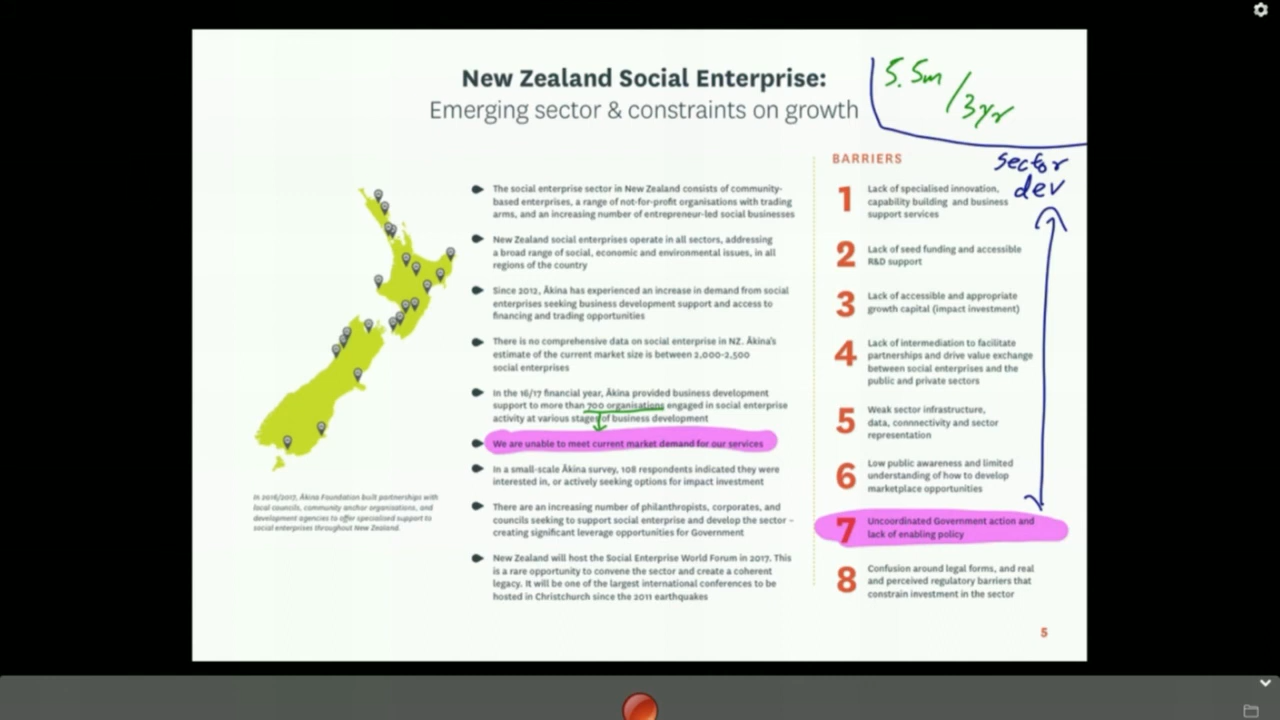 New Zealand Social Enterprise:
Emerging sector & constraints on growth
5.5m
/3yr
sector
dev
The social enterprise sector in New Zealand consists of community-
based enterprises, a range of not-for-profit organisations with trading
arms, and an increasing number of entrepreneur-led social businesses
New Zealand social enterprises operate in all sectors, addressing
a broad range of social, economic and environmental issues, in all
regions of the country
Since 2012, Ākina has experienced an increase in demand from social
enterprises seeking business development support and access to
financing and trading opportunities
There is no comprehensive data on social enterprise in NZ. Ākina's
estimate of the current market size is between 2,000-2,500
social enterprises
In the 16/17 financial year, Ākina provided business development
support to more than 700 organisations engaged in social enterprise
activity at various stages of business development
We are unable to meet current market demand for our services
In a small-scale Ākina survey, 108 respondents indicated they were
interested in, or actively seeking options for impact investment
There are an increasing number of philanthropists, corporates, and
councils seeking to support social enterprise and develop the sector –
creating significant leverage opportunities for Government
New Zealand will host the Social Enterprise World Forum in 2017. This
is a rare opportunity to convene the sector and create a coherent
legacy. It will be one of the largest international conferences to be
hosted in Christchurch since the 2011 earthquakes
In 2016/2017, Ākina Foundation built partnerships with
local councils, community anchor organisations, and
development agencies to offer specialised support to
social enterprises throughout New Zealand.
BARRIERS
1 Lack of specialised innovation,
capability building and business
support services
2 Lack of seed funding and accessible
R&D support
3 Lack of accessible and appropriate
growth capital (impact investment)
4 Lack of intermediation to facilitate
partnerships and drive value exchange
between social enterprises and the
public and private sectors
5 Weak sector infrastructure,
data, connnectivity and sector
representation
6 Low public awareness and limited
understanding of how to develop
marketplace opportunities
7 Uncoordinated Government action and
lack of enabling policy
8 Confusion around legal forms, and real
and perceived regulatory barriers that
constrain investment in the sector
5